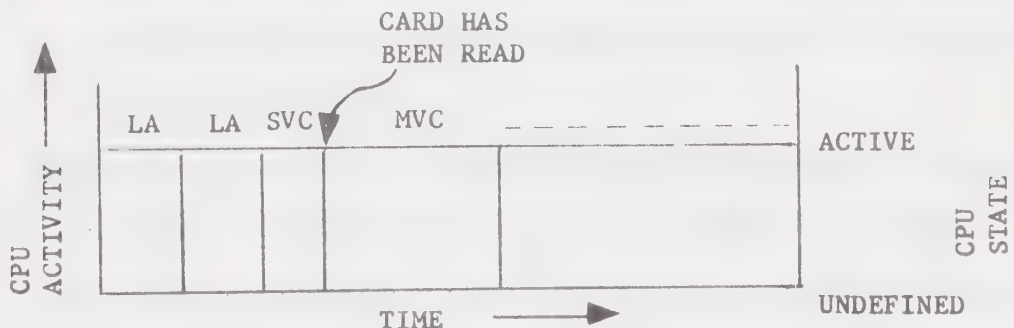 CARD HAS
BEEN READ
LA LA SVC MVC
ACTIVE
CPU
ACTIVITY
CPU
STATE
UNDEFINED
TIME